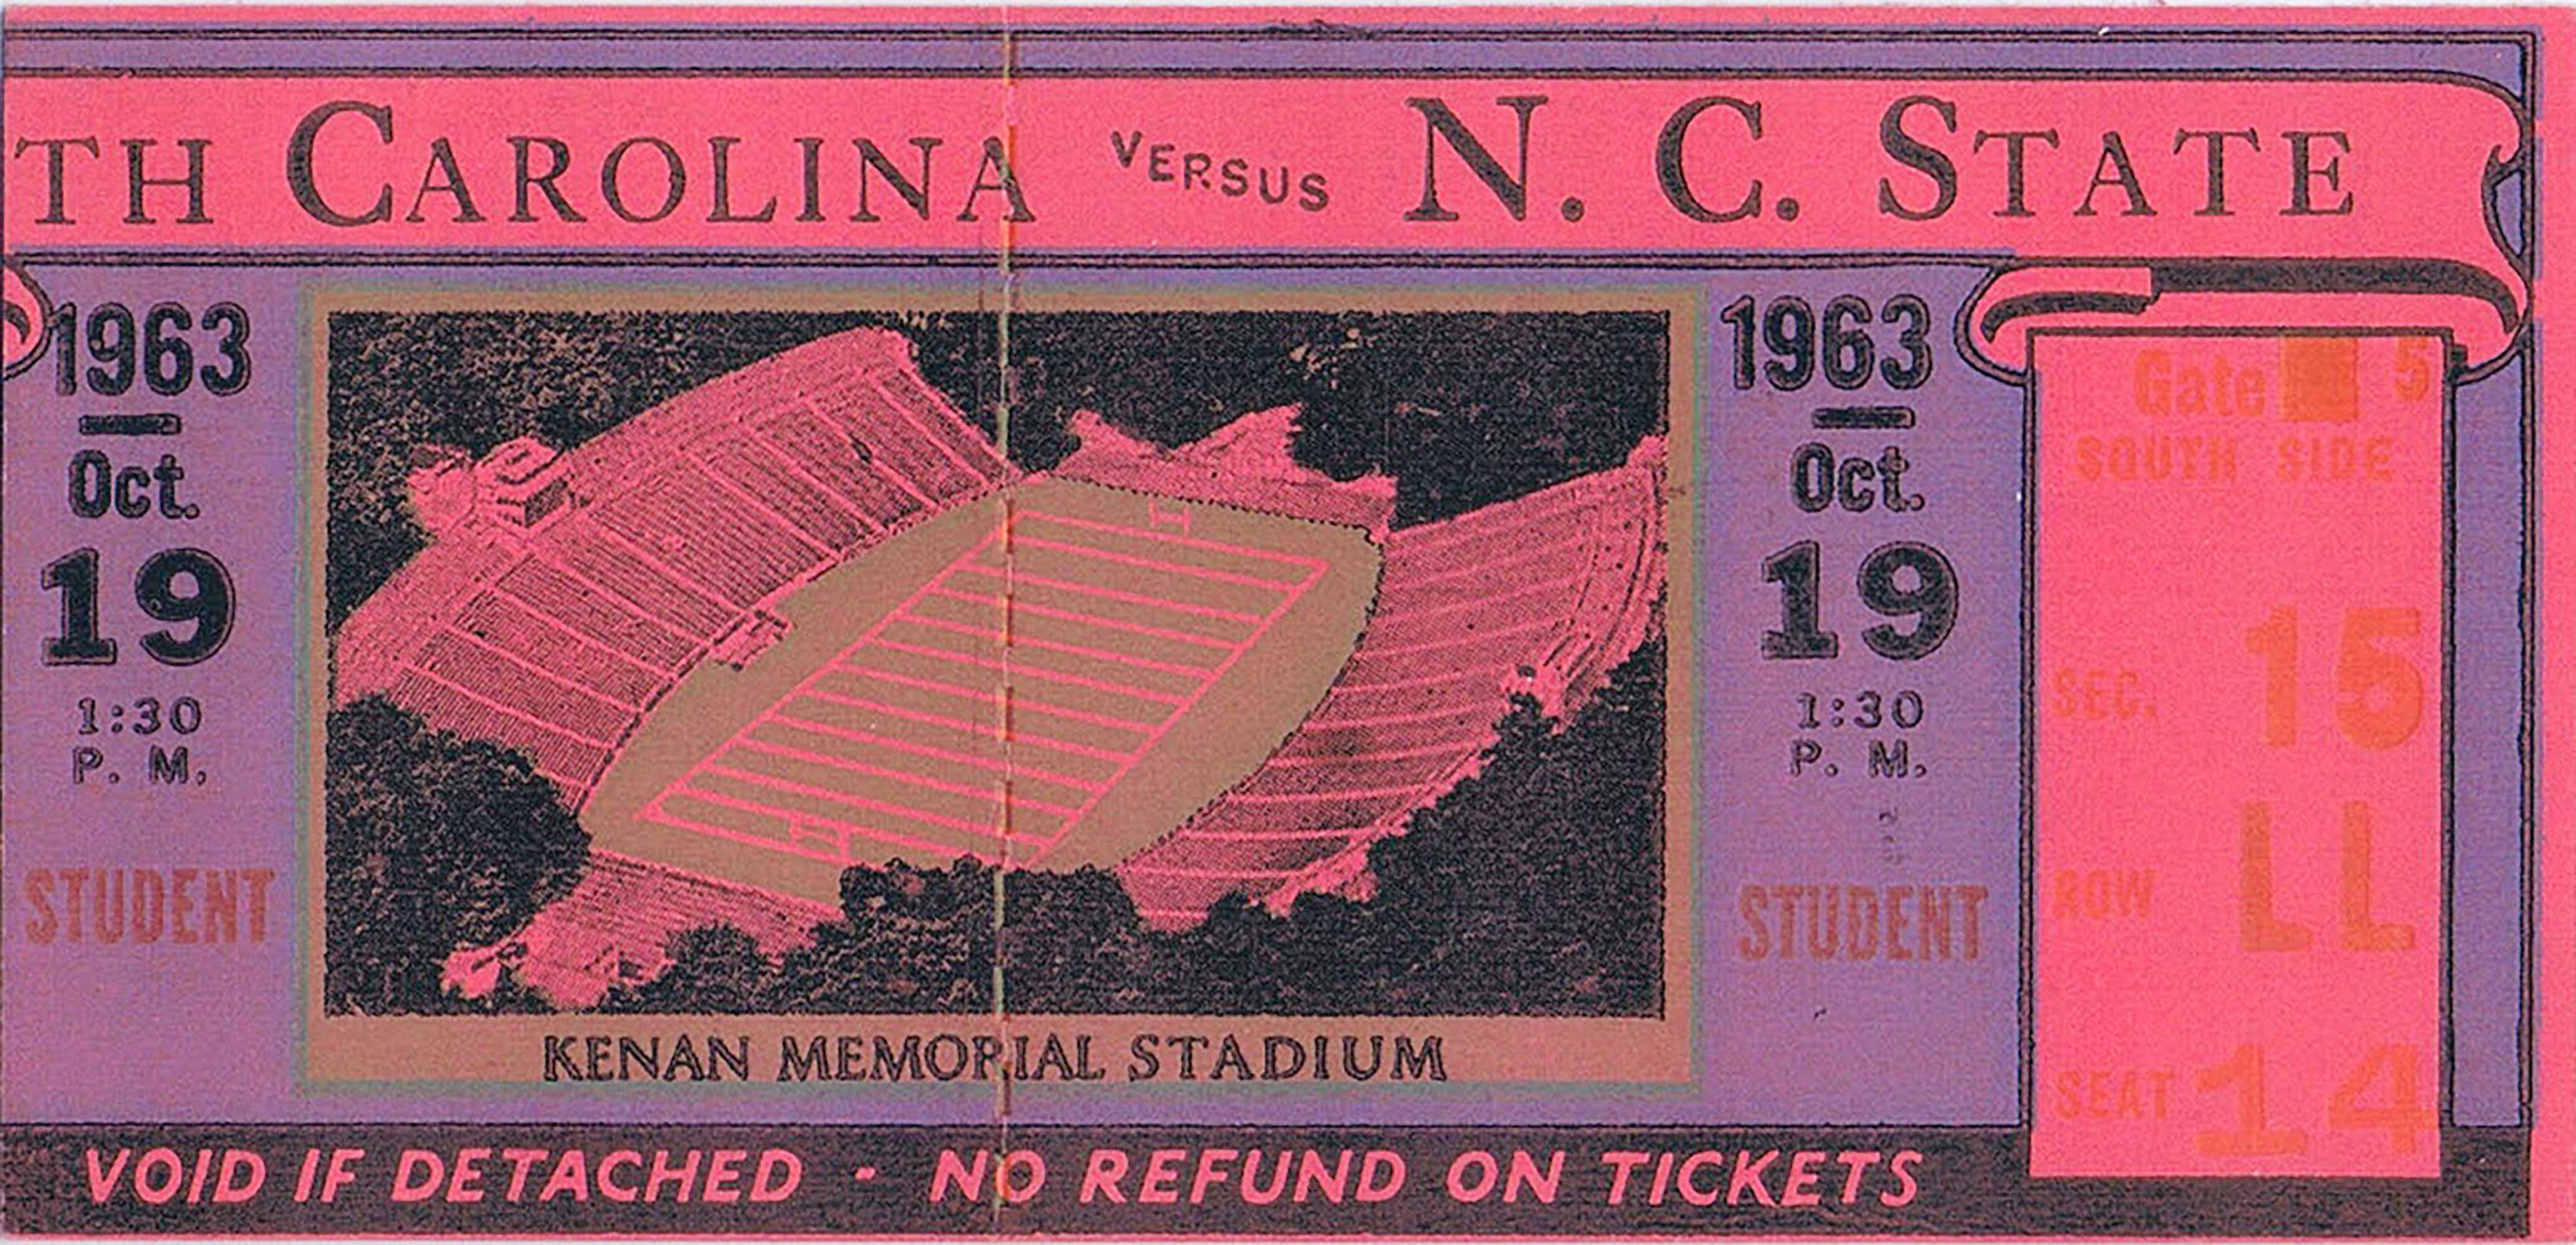 TH CAROLINA VERSUS N. C. STATE
1963
Oct.
19
1:30
P. M.
STUDENT
KENAN MEMORIAL STADIUM
1963
Oct.
19
1:30
P. M.
STUDENT
Gate 5
SOUTH SIDE
SEC. 15
ROW LL
SEAT 14
VOID IF DETACHED · NO REFUND ON TICKETS